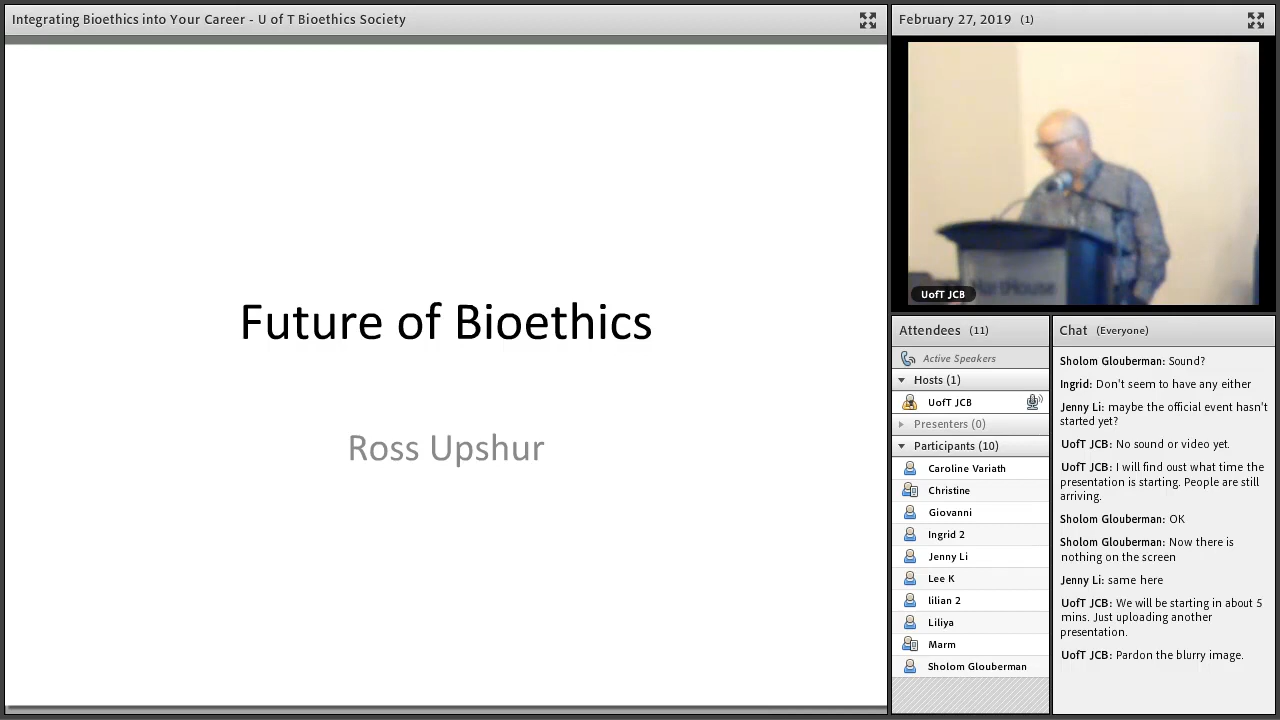 Integrating Bioethics into Your Career - U of T Bioethics Society
Future of Bioethics
Ross Upshur
February 27, 2019 (1)
HartHouse
UofT JCB
Attendees (11)
Active Speakers
Hosts (1)
UofT JCB
Presenters (0)
Participants (10)
Caroline Variath
Christine
Giovanni
Ingrid 2
Jenny Li
Lee K
lilian 2
Liliya
Marm
Sholom Glouberman
Chat (Everyone)
Sholom Glouberman: Sound?
Ingrid: Don't seem to have any either
Jenny Li: maybe the official event hasn't
started yet?
UofT JCB: No sound or video yet.
UofT JCB: I will find oust what time the
presentation is starting. People are still
arriving.
Sholom Glouberman: OK
Sholom Glouberman: Now there is
nothing on the screen
Jenny Li: same here
UofT JCB: We will be starting in about 5
mins. Just uploading another
presentation.
UofT JCB: Pardon the blurry image.